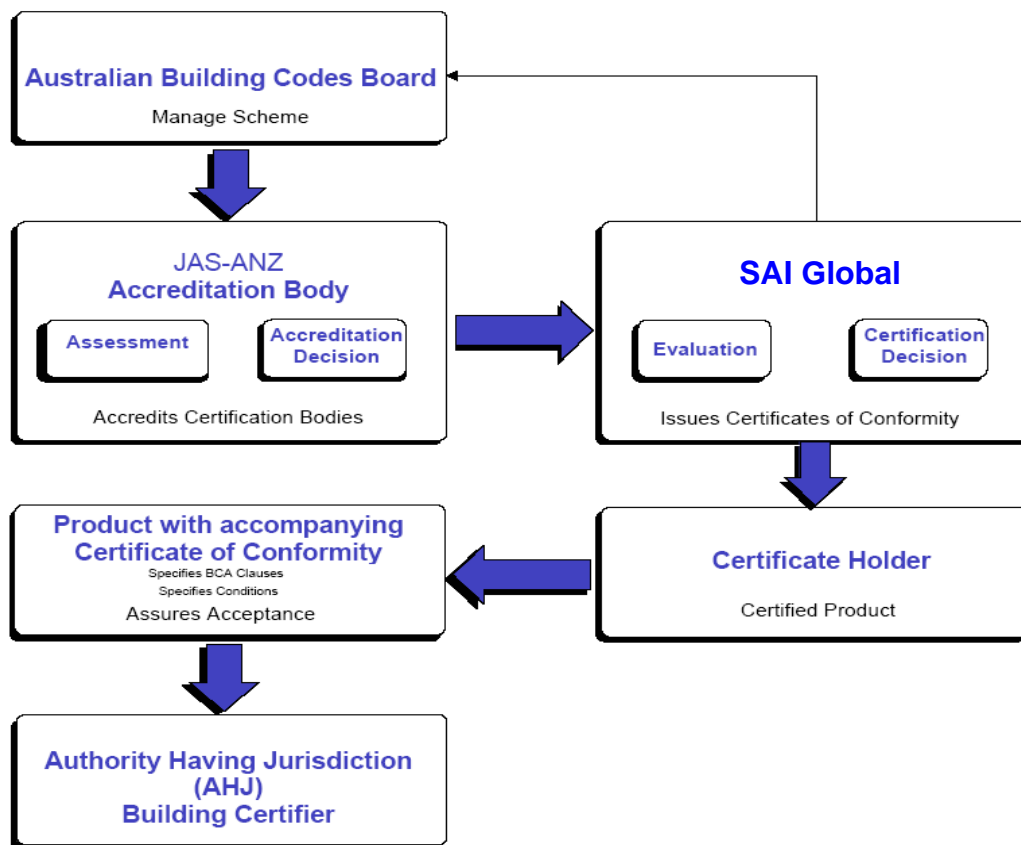 Australian Building Codes Board
Manage Scheme
JAS-ANZ
Accreditation Body
Assessment
Accreditation
Decision
Accredits Certification Bodies
SAI Global
Evaluation
Certification
Decision
Issues Certificates of Conformity
Certificate Holder
Certified Product
Product with accompanying
Certificate of Conformity
Specifies BCA Clauses
Specifies Conditions
Assures Acceptance
Authority Having Jurisdiction
(AHJ)
Building Certifier